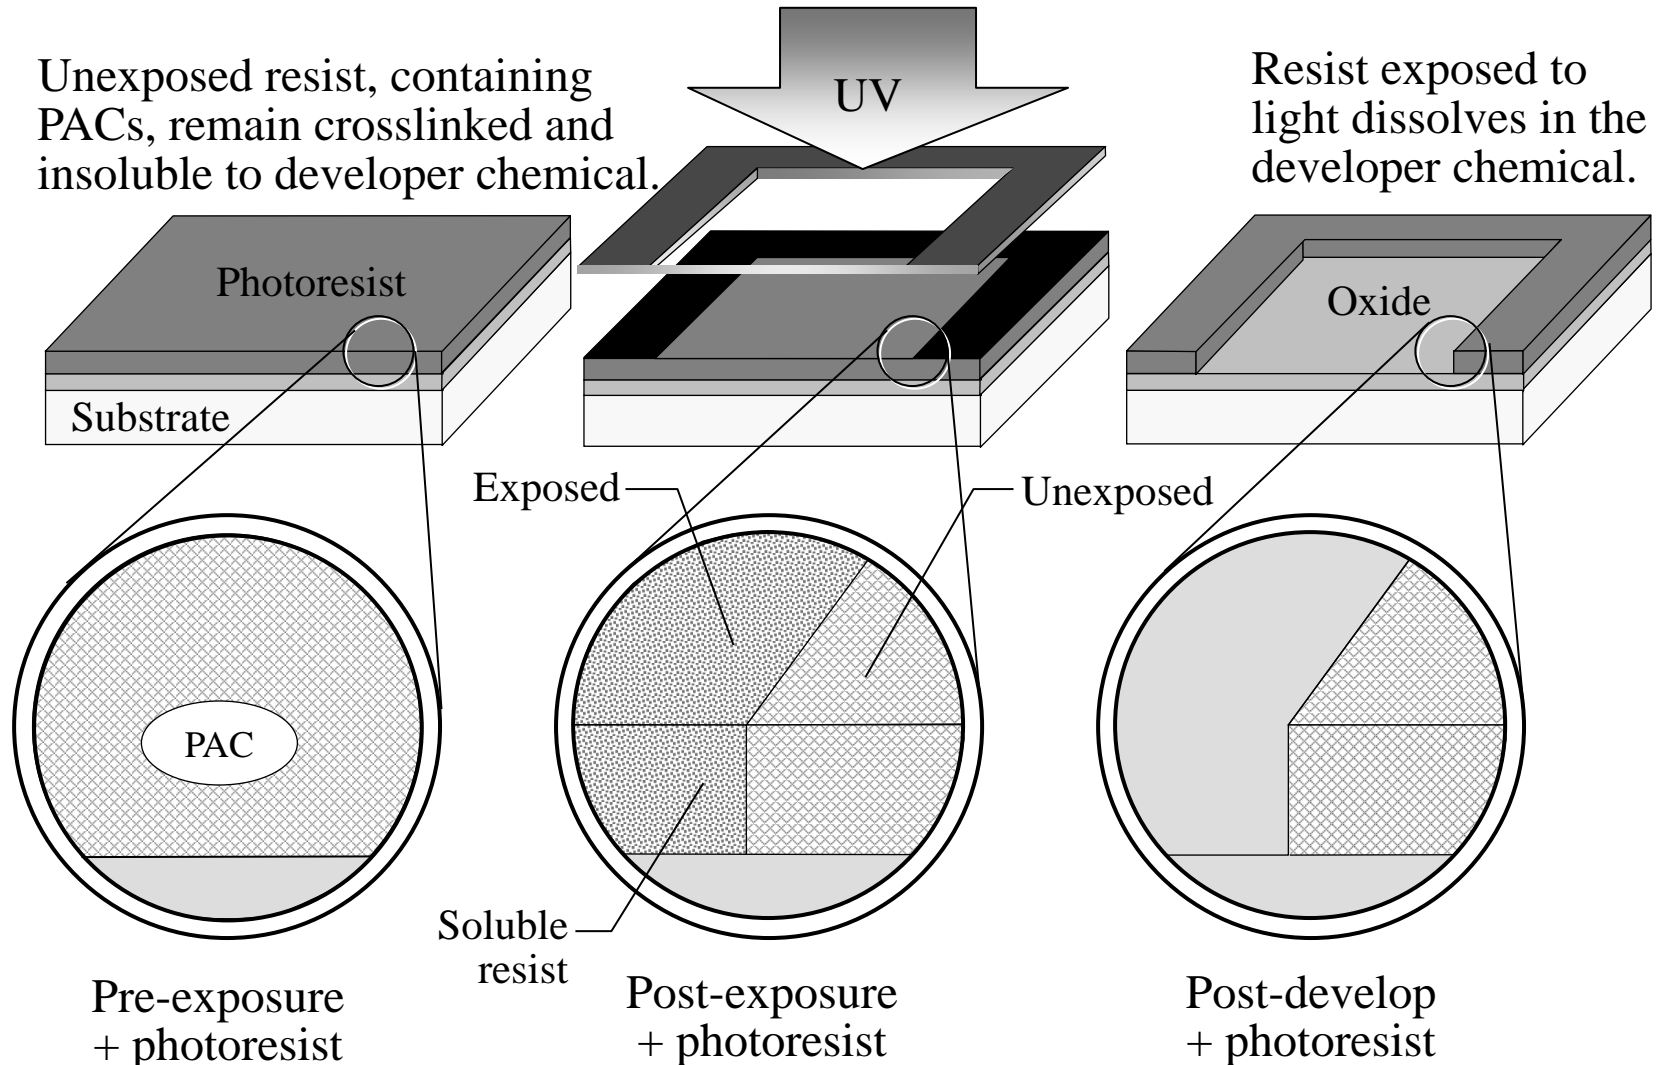 Unexposed resist, containing
PACs, remain crosslinked and
insoluble to developer chemical.
UV
Resist exposed to
light dissolves in the
developer chemical.
Photoresist
Substrate
Oxide
Exposed
Unexposed
PAC
Soluble
resist
Pre-exposure
+ photoresist
Post-exposure
+ photoresist
Post-develop
+ photoresist